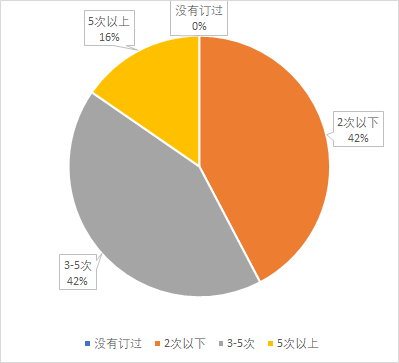 没有订过
0%
5次以上
16%
2次以下
42%
3-5次
42%
没有订过 2次以下 3-5次 5次以上